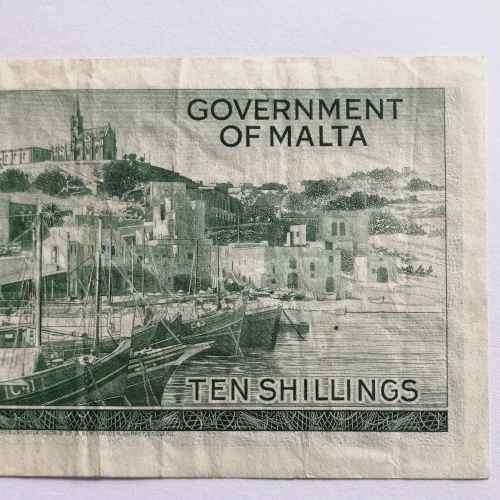 GOVERNMENT
OF MALTA
TEN SHILLINGS